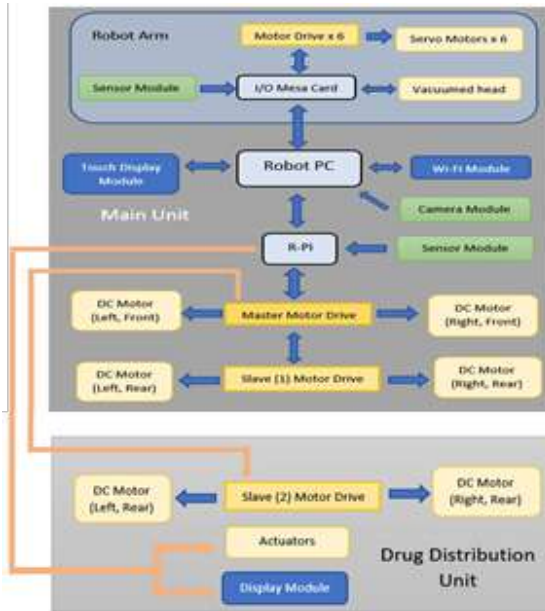 Robot Arm
Motor Drive x 6
Servo Motors x 6
Sensor Module
I/O Mesa Card
Vacuumed head
Touch Display
Module
Robot PC
Wi-Fi Module
Main Unit
Camera Module
R-PI
Sensor Module
DC Motor
(Left, Front)
Master Motor Drive
DC Motor
(Right, Front)
DC Motor
(Left, Rear)
Slave (1) Motor Drive
DC Motor
(Right, Rear)
DC Motor
(Left, Rear)
Slave (2) Motor Drive
DC Motor
(Right, Rear)
Actuators
Drug Distribution
Unit
Display Module